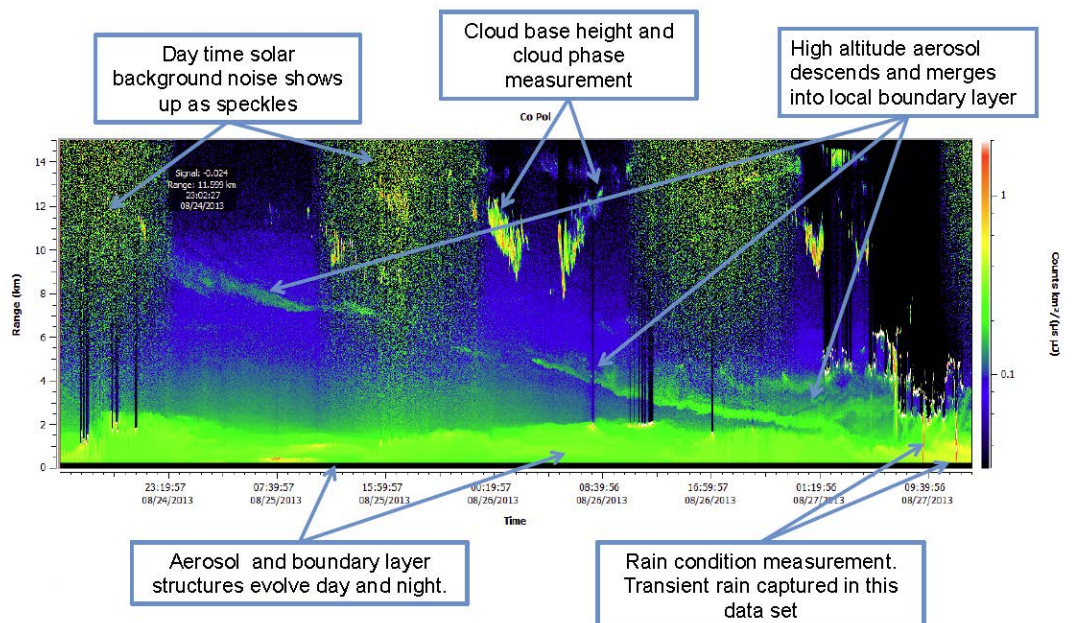 Day time solar
background noise shows
up as speckles
Cloud base height and
cloud phase
measurement
High altitude aerosol
descends and merges
into local boundary layer
Co Pol
Signal: -0.024
Range: 11.599 km
23:02:27
08/24/2013
Range (km)
14
12
10
8
6
4
2
0
1
0.1
Counts km²/(µs µJ)
23:19:57
08/24/2013
07:39:57
08/25/2013
15:59:57
08/25/2013
00:19:57
08/26/2013
08:39:56
08/26/2013
16:59:56
08/26/2013
01:19:56
08/27/2013
09:39:56
08/27/2013
Time
Aerosol and boundary layer
structures evolve day and night.
Rain condition measurement.
Transient rain captured in this
data set